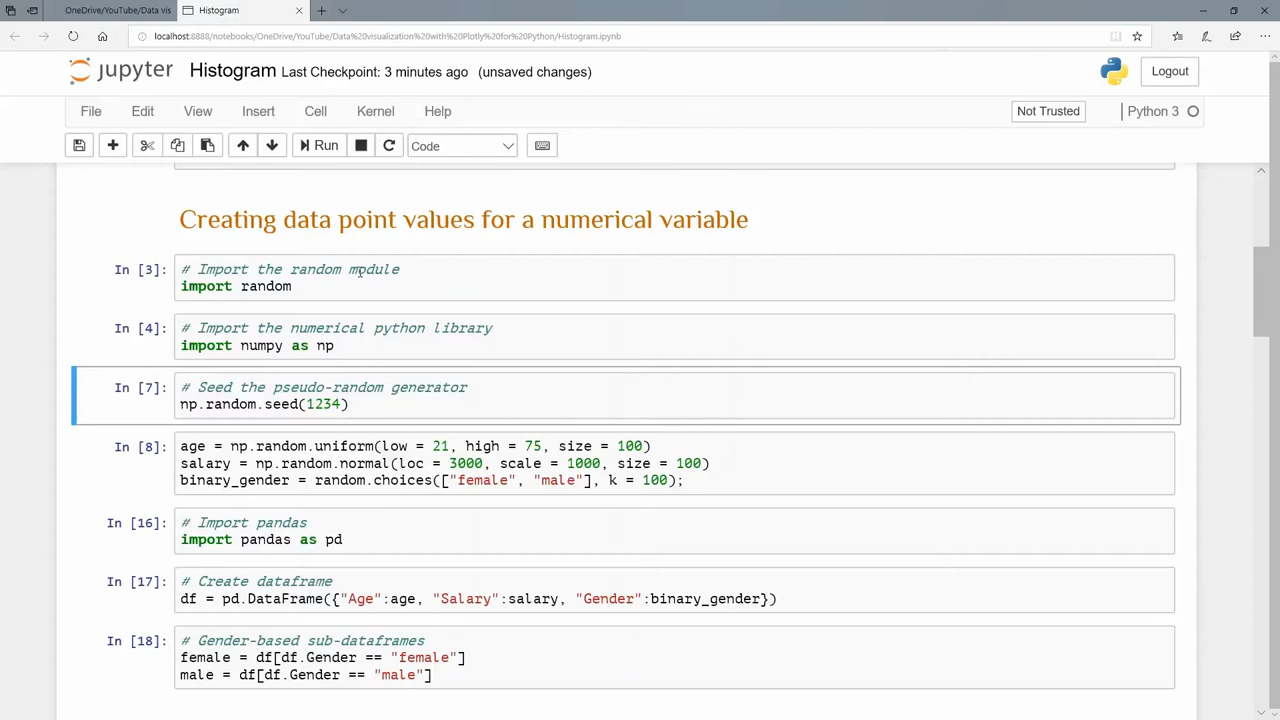 OneDrive/YouTube/Data vis
Histogram
localhost:8888/notebooks/OneDrive/YouTube/Data%20visualization%20with%20Plotly%20for%20Python/Histogram.ipynb
jupyter Histogram Last Checkpoint: 3 minutes ago (unsaved changes)
Logout
File Edit View Insert Cell Kernel Help
Not Trusted
Python 3
Run
Code
Creating data point values for a numerical variable
In [3]: # Import the random module
import random
In [4]: # Import the numerical python library
import numpy as np
In [7]: # Seed the pseudo-random generator
np.random.seed(1234)
In [8]: age = np.random.uniform(low = 21, high = 75, size = 100)
salary = np.random.normal(loc = 3000, scale = 1000, size = 100)
binary_gender = random.choices(["female", "male"], k = 100);
In [16]: # Import pandas
import pandas as pd
In [17]: # Create dataframe
df = pd.DataFrame({"Age":age, "Salary":salary, "Gender":binary_gender})
In [18]: # Gender-based sub-dataframes
female = df[df.Gender == "female"]
male = df[df.Gender == "male"]